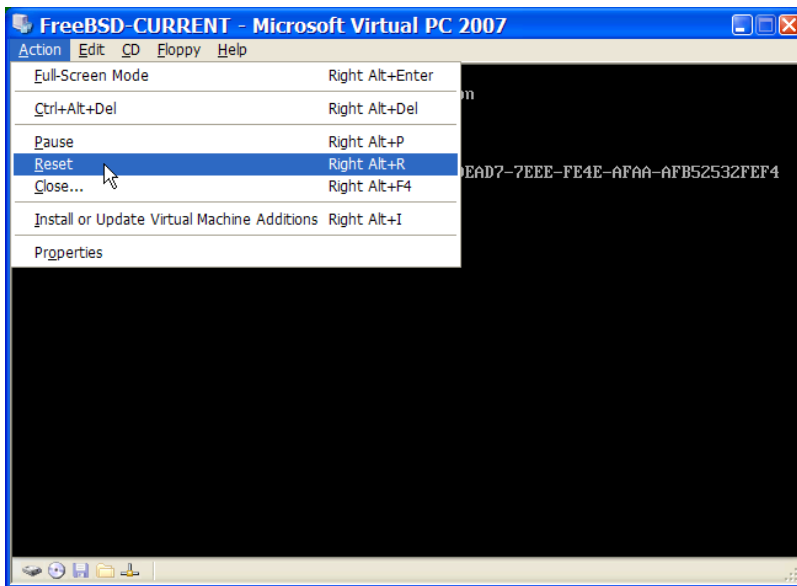 FreeBSD-CURRENT - Microsoft Virtual PC 2007
Action Edit CD Floppy Help
Full-Screen Mode Right Alt+Enter
Ctrl+Alt+Del Right Alt+Del
Pause Right Alt+P
Reset Right Alt+R
Close... Right Alt+F4
Install or Update Virtual Machine Additions Right Alt+I
Properties
EAD7-7EEE-FE4E-AFAA-AFB52532FEF4